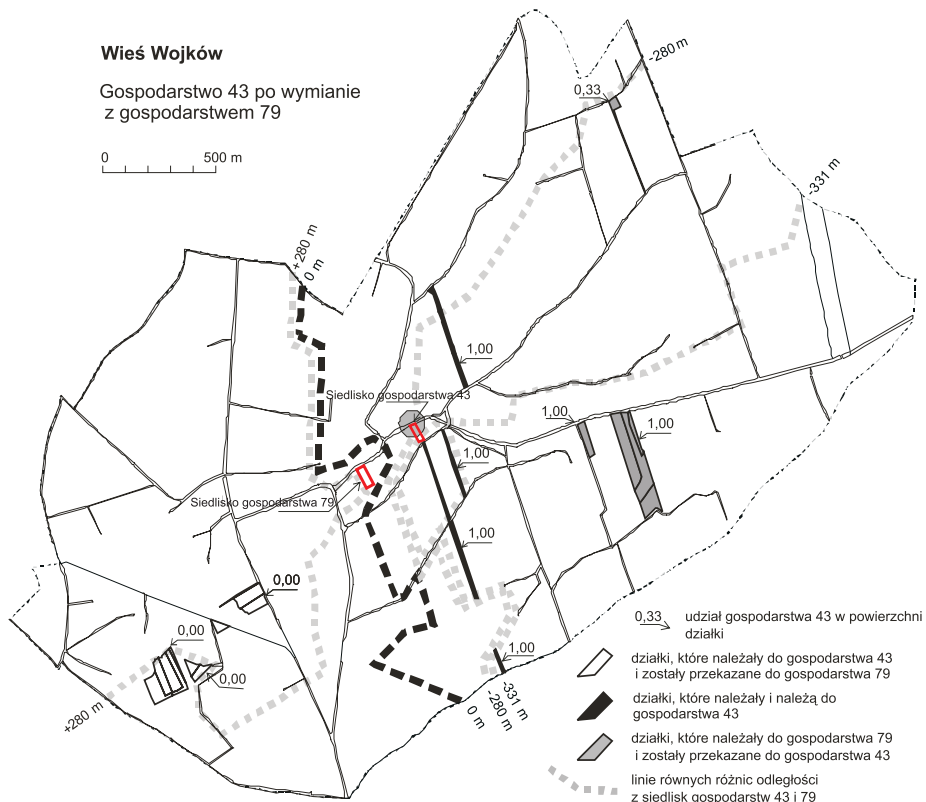 Wieś Wojków
Gospodarstwo 43 po wymianie
z gospodarstwem 79
0 500 m
-280 m
0,33
-331 m
+280 m
0 m
1,00
Siedlisko gospodarstwa 43
1,00
1,00
1,00
Siedlisko gospodarstwa 79
1,00
0,00
0,00
1,00
0,00
+280 m
-331 m
-280 m
0 m
0,33 udział gospodarstwa 43 w powierzchni
działki
działki, które należały do gospodarstwa 43
i zostały przekazane do gospodarstwa 79
działki, które należały i należą do
gospodarstwa 43
działki, które należały do gospodarstwa 79
i zostały przekazane do gospodarstwa 43
linie równych różnic odległości
z siedlisk gospodarstw 43 i 79